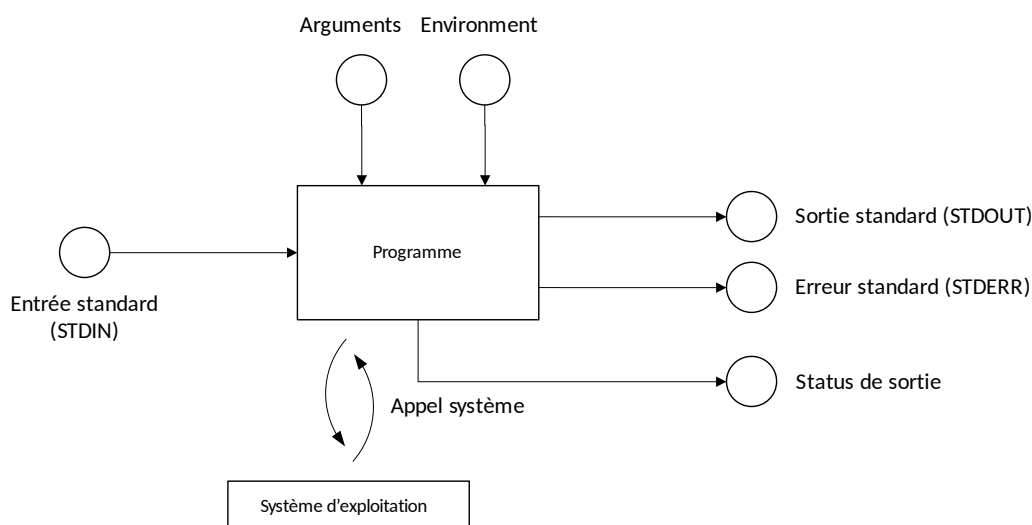 Arguments
Environment
Programme
Sortie standard (STDOUT)
Erreur standard (STDERR)
Entrée standard
(STDIN)
Status de sortie
Appel système
Système d'exploitation